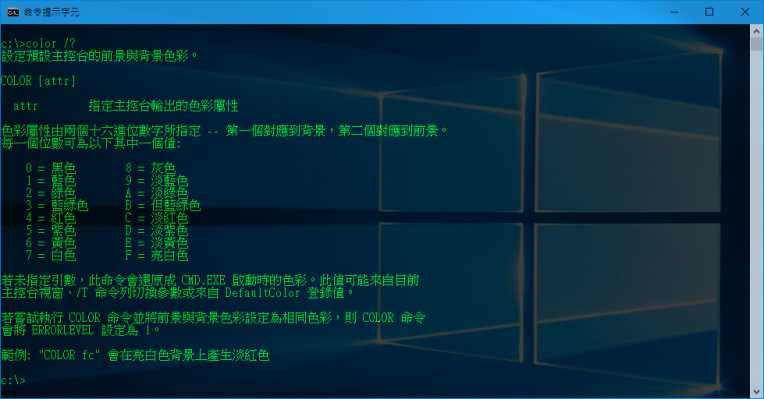 命令提示字元
c:\>color /?
設定預設主控台的前景與背景色彩。
COLOR [attr]
attr 指定主控台輸出的色彩屬性
色彩屬性由兩個十六進位數字所指定 -- 第一個對應到背景，第二個對應到前景。
每一個位數可為以下其中一個值:
0 = 黑色 8 = 灰色
1 = 藍色 9 = 淡藍色
2 = 綠色 A = 淡綠色
3 = 藍綠色 B = 但藍綠色
4 = 紅色 C = 淡紅色
5 = 紫色 D = 淡紫色
6 = 黃色 E = 淡黃色
7 = 白色 F = 亮白色
若未指定引數，此命令會還原成 CMD.EXE 啟動時的色彩。此值可能來自目前
主控台視窗、/T 命令列切換參數或來自 DefaultColor 登錄值。
若嘗試執行 COLOR 命令並將前景與背景色彩設定為相同色彩，則 COLOR 命令
會將 ERRORLEVEL 設定為 1。
範例: "COLOR fc" 會在亮白色背景上產生淡紅色
c:\>